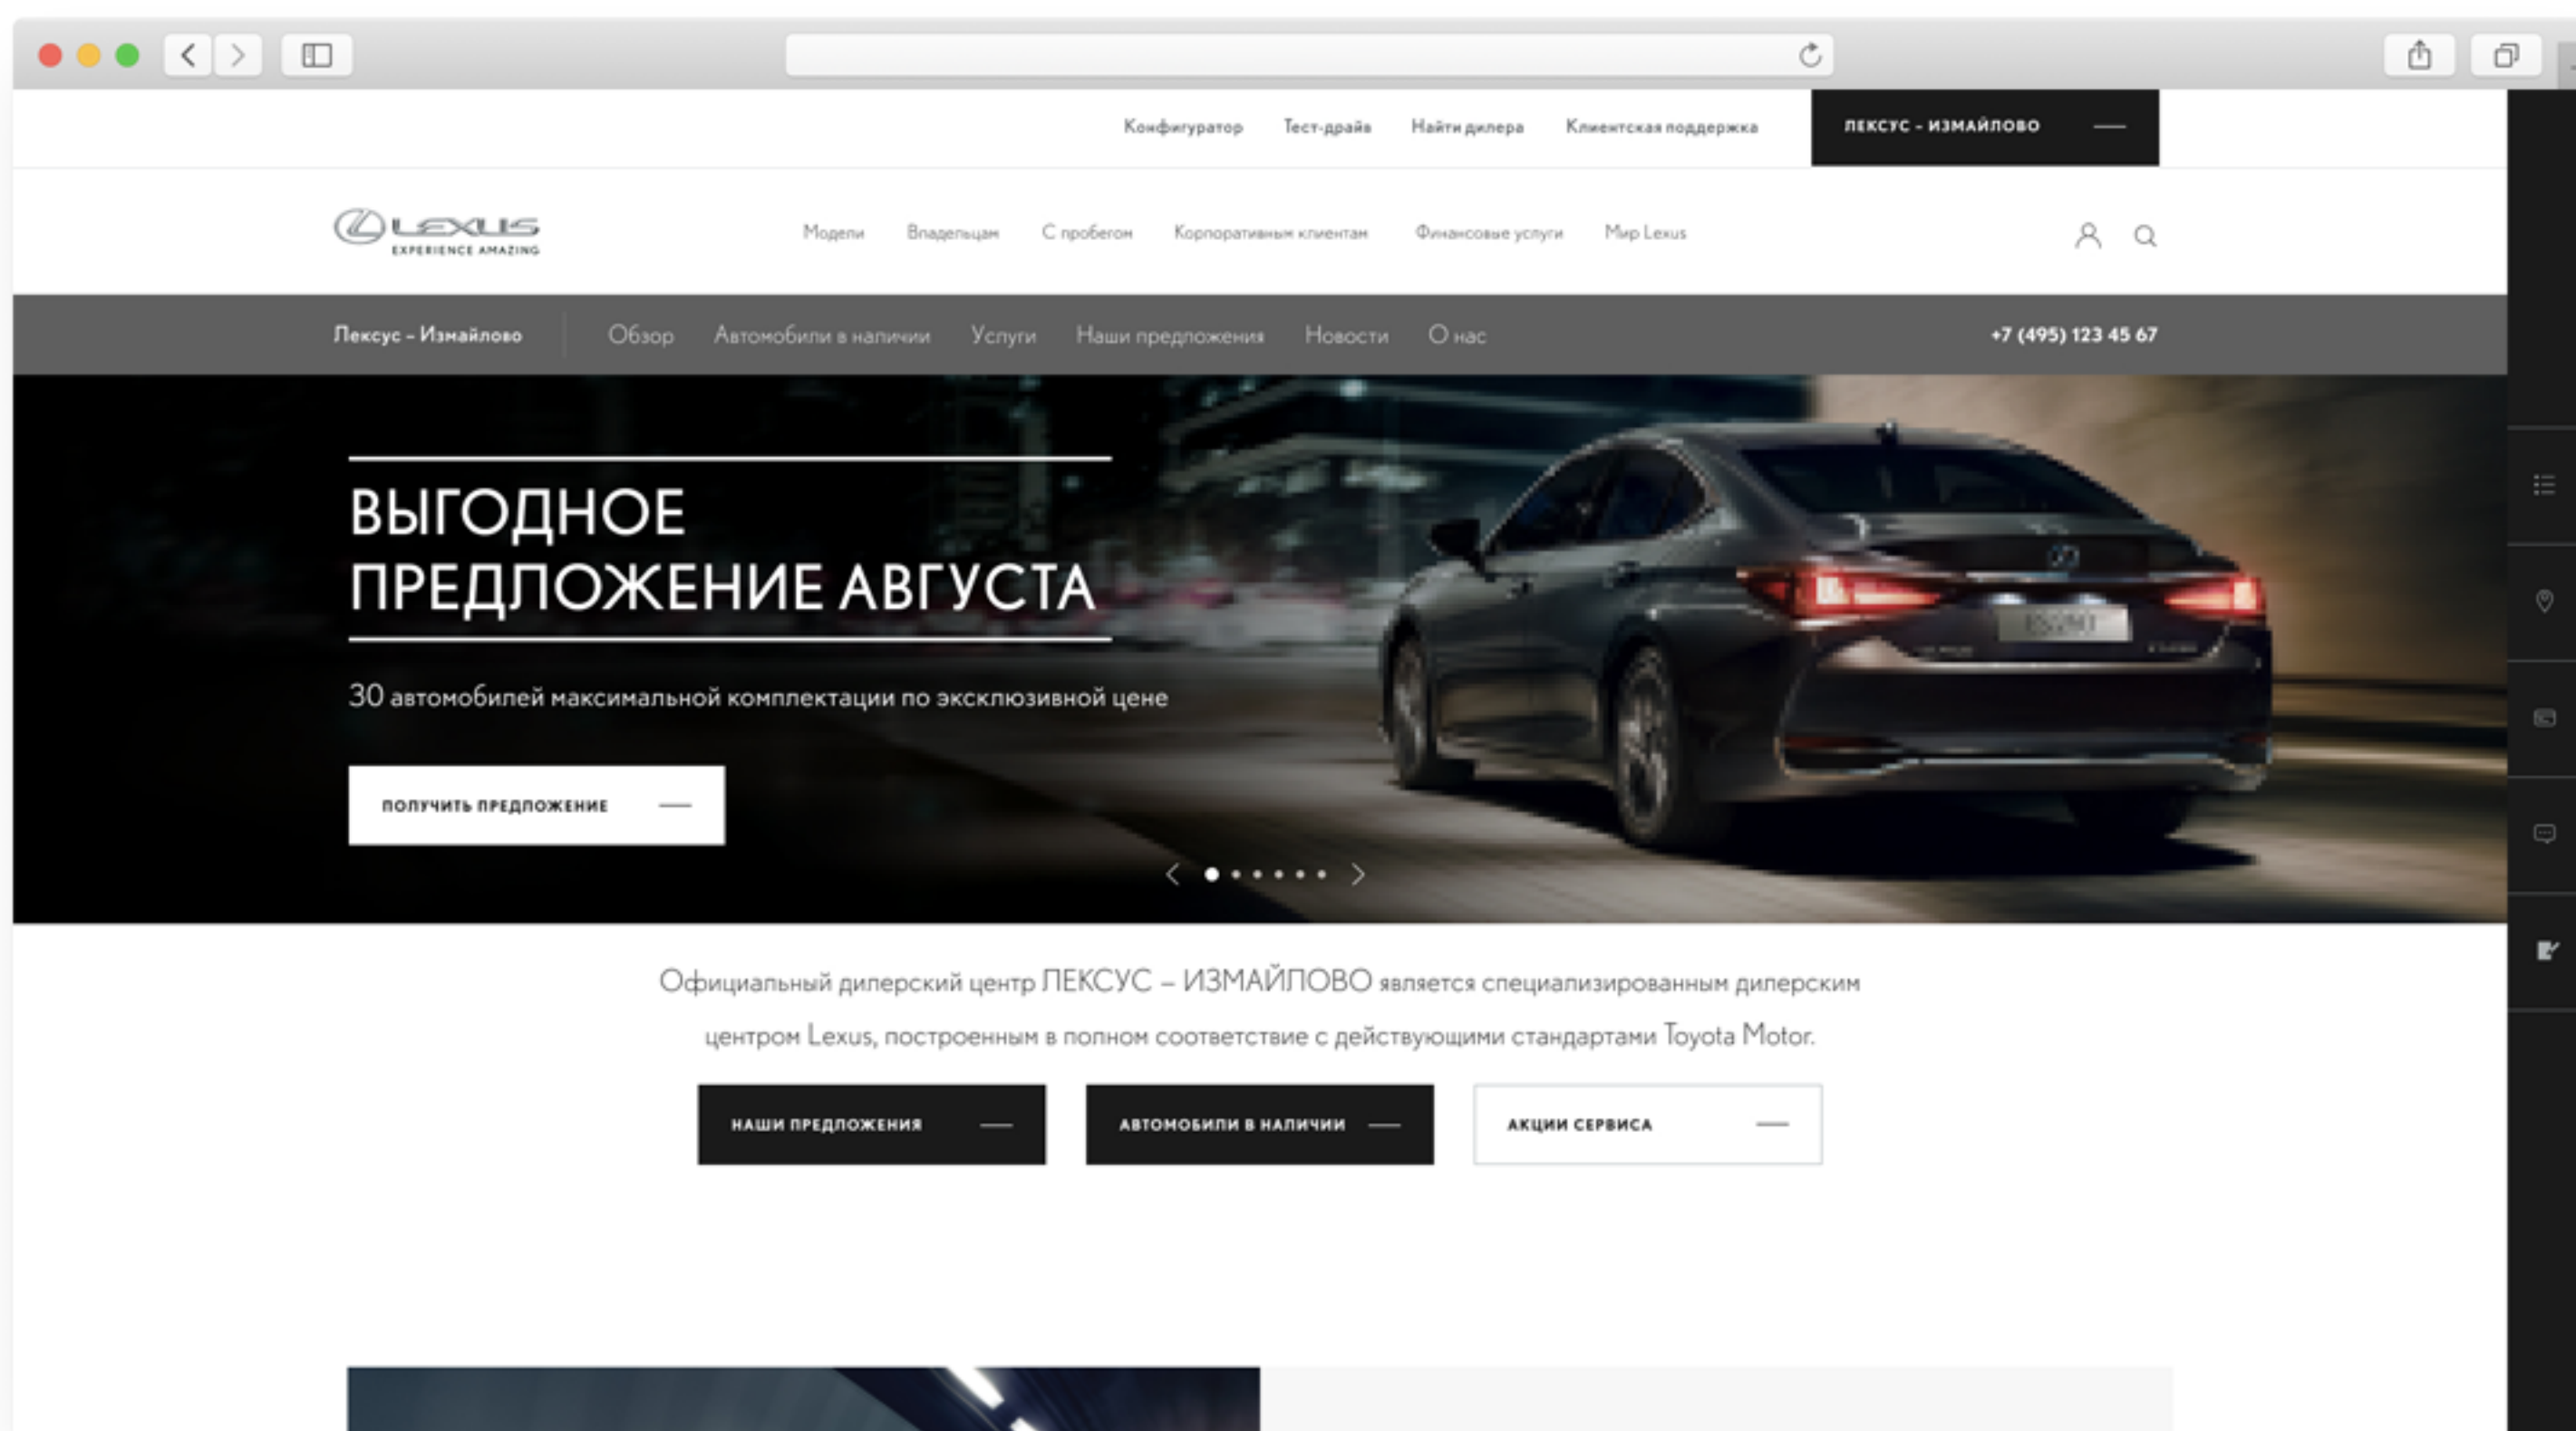 Конфигуратор Тест-драйв Найти дилера Клиентская поддержка ЛЕКСУС – ИЗМАЙЛОВО
LEXUS
EXPERIENCE AMAZING
Модели Владельцам С пробегом Корпоративным клиентам Финансовые услуги Мир Lexus
Лексус – Измайлово Обзор Автомобили в наличии Услуги Наши предложения Новости О нас +7 (495) 123 45 67
ВЫГОДНОЕ
ПРЕДЛОЖЕНИЕ АВГУСТА
30 автомобилей максимальной комплектации по эксклюзивной цене
ПОЛУЧИТЬ ПРЕДЛОЖЕНИЕ
Официальный дилерский центр ЛЕКСУС – ИЗМАЙЛОВО является специализированным дилерским
центром Lexus, построенным в полном соответствие с действующими стандартами Toyota Motor.
НАШИ ПРЕДЛОЖЕНИЯ АВТОМОБИЛИ В НАЛИЧИИ АКЦИИ СЕРВИСА